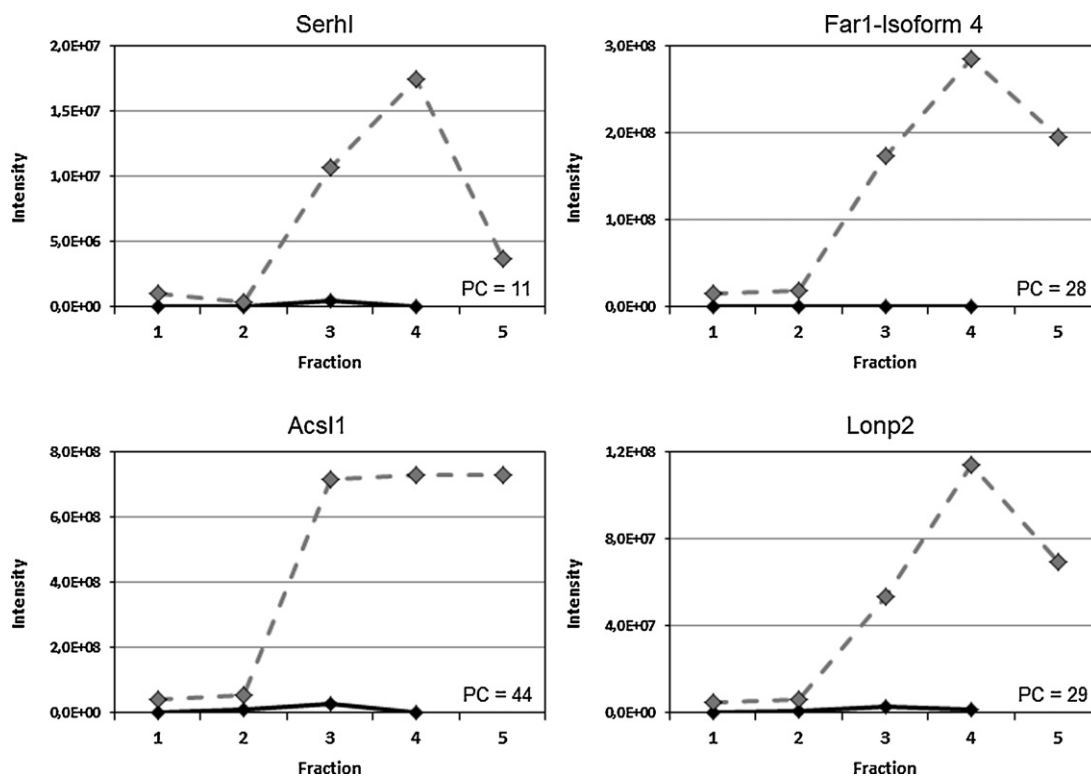 Serhl
2,0E+07
1,5E+07
1,0E+07
5,0E+06
0,0E+00
Intensity
PC = 11
1 2 3 4 5
Fraction
Far1-Isoform 4
3,0E+08
2,0E+08
1,0E+08
0,0E+00
Intensity
PC = 28
1 2 3 4 5
Fraction
Acsl1
8,0E+08
6,0E+08
4,0E+08
2,0E+08
0,0E+00
Intensity
PC = 44
1 2 3 4 5
Fraction
Lonp2
1,2E+08
8,0E+07
4,0E+07
0,0E+00
Intensity
PC = 29
1 2 3 4 5
Fraction